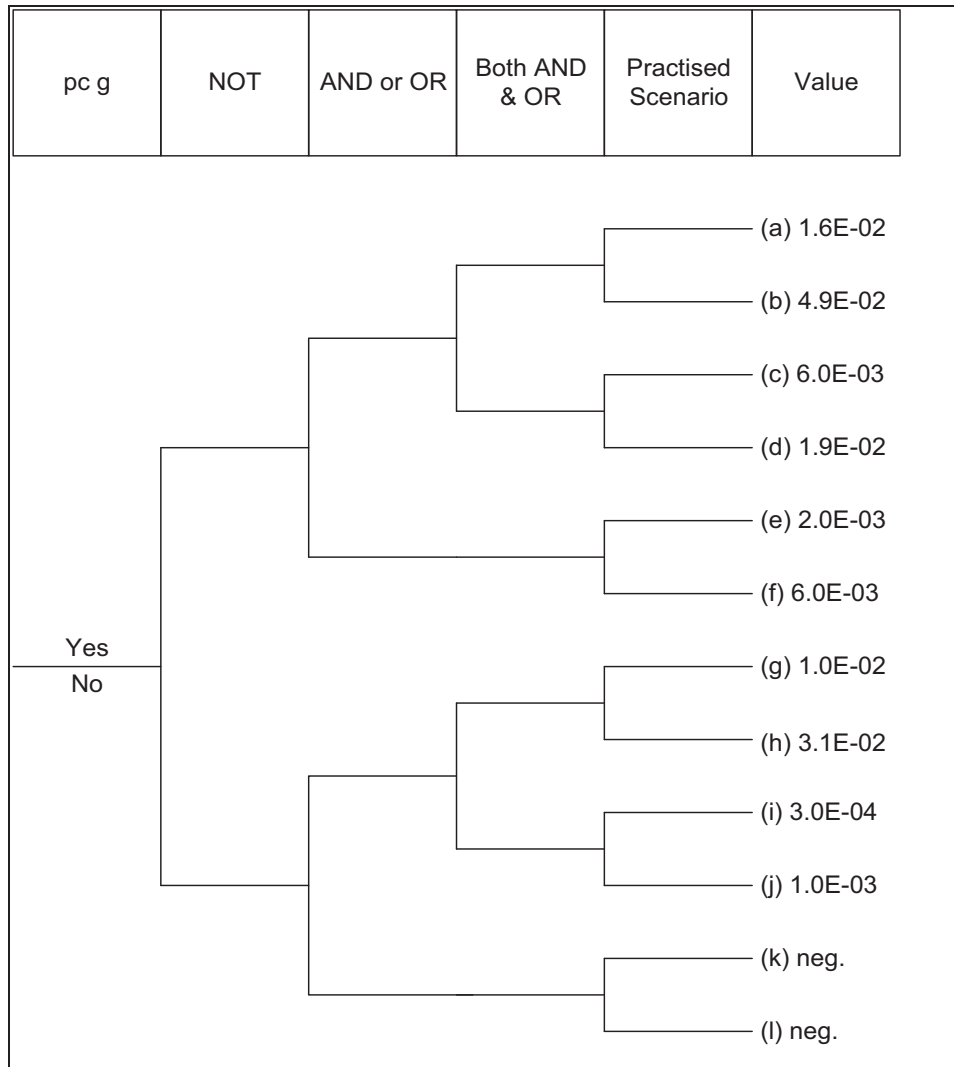 pc g
NOT
AND or OR
Both AND
& OR
Practised
Scenario
Value
(a) 1.6E-02
(b) 4.9E-02
(c) 6.0E-03
(d) 1.9E-02
(e) 2.0E-03
(f) 6.0E-03
Yes
No
(g) 1.0E-02
(h) 3.1E-02
(i) 3.0E-04
(j) 1.0E-03
(k) neg.
(l) neg.